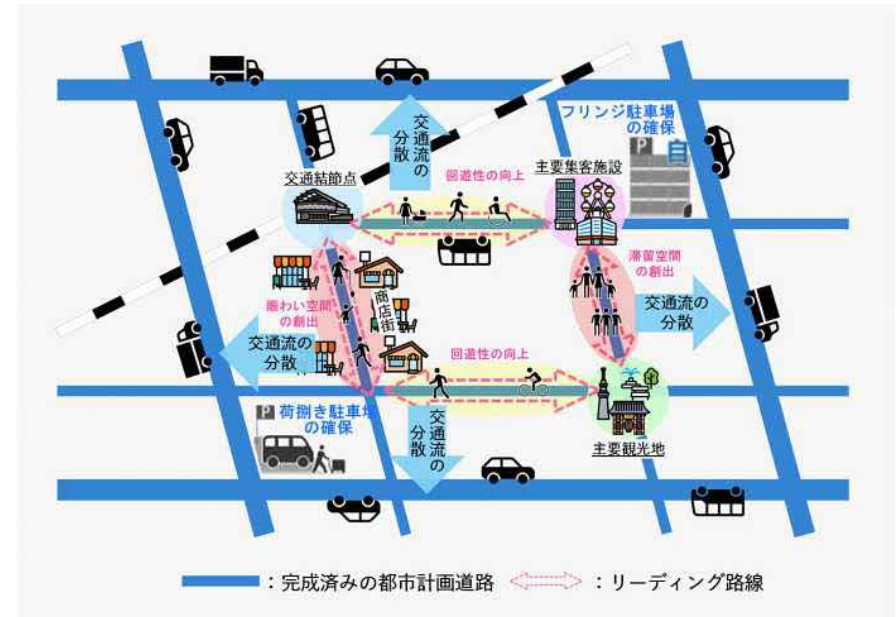 フリンジ駐車場
の確保
P
自
交通流の
分散
交通結節点
回遊性の向上
主要集客施設
滞留空間
の創出
賑わい空間
の創出
商店街
交通流の
分散
交通流の
分散
回遊性の向上
P
荷捌き駐車場
の確保
交通流の
分散
主要観光地
：完成済みの都市計画道路
：リーディング路線